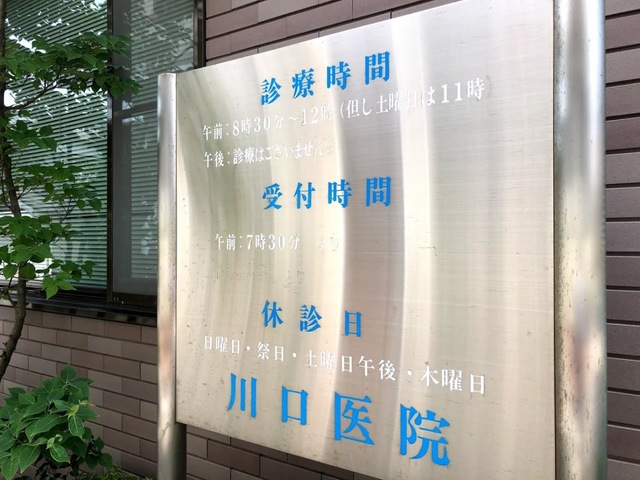 診療時間
午前：8時30分～12時（但し土曜日は11時）
午後：診療はございません
受付時間
午前：7時30分 より
休診日
日曜日・祭日・土曜日午後・木曜日
川口医院